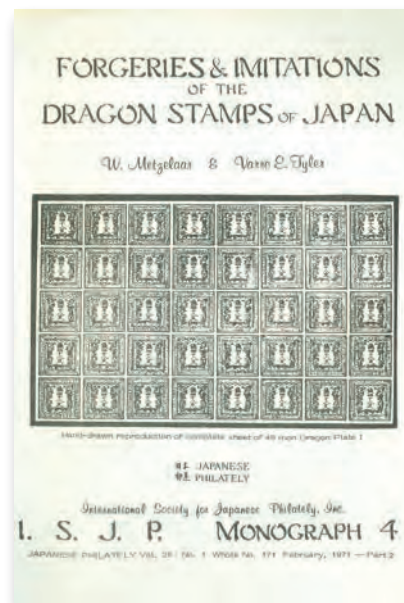 FORGERIES & IMITATIONS
OF THE
DRAGON STAMPS OF JAPAN
W. Metzelaar & Varro E. Tyler
Hand-drawn reproduction of complete sheet of 48 mon Dragon Plate I
JAPANESE
PHILATELY
International Society for Japanese Philately, Inc.
I. S. J. P. MONOGRAPH 4
JAPANESE PHILATELY Vol. 26 No. 1 Whole No. 171 February, 1971 — Part 2